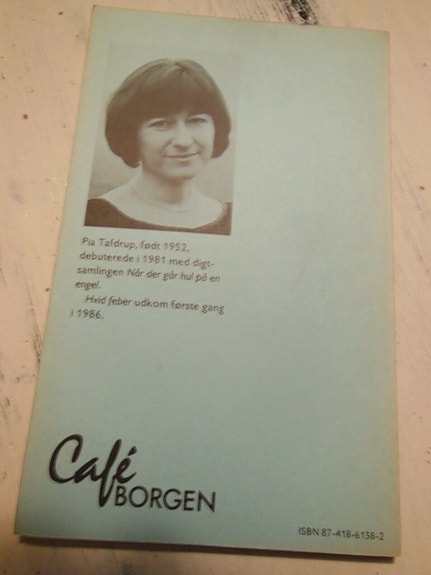 Pia Tafdrup, født 1952,
debuterede i 1981 med digt-
samlingen Når der går hul på en
engel.
Hvid feber udkom første gang
i 1986.
Café
BORGEN
ISBN 87-418-6158-2